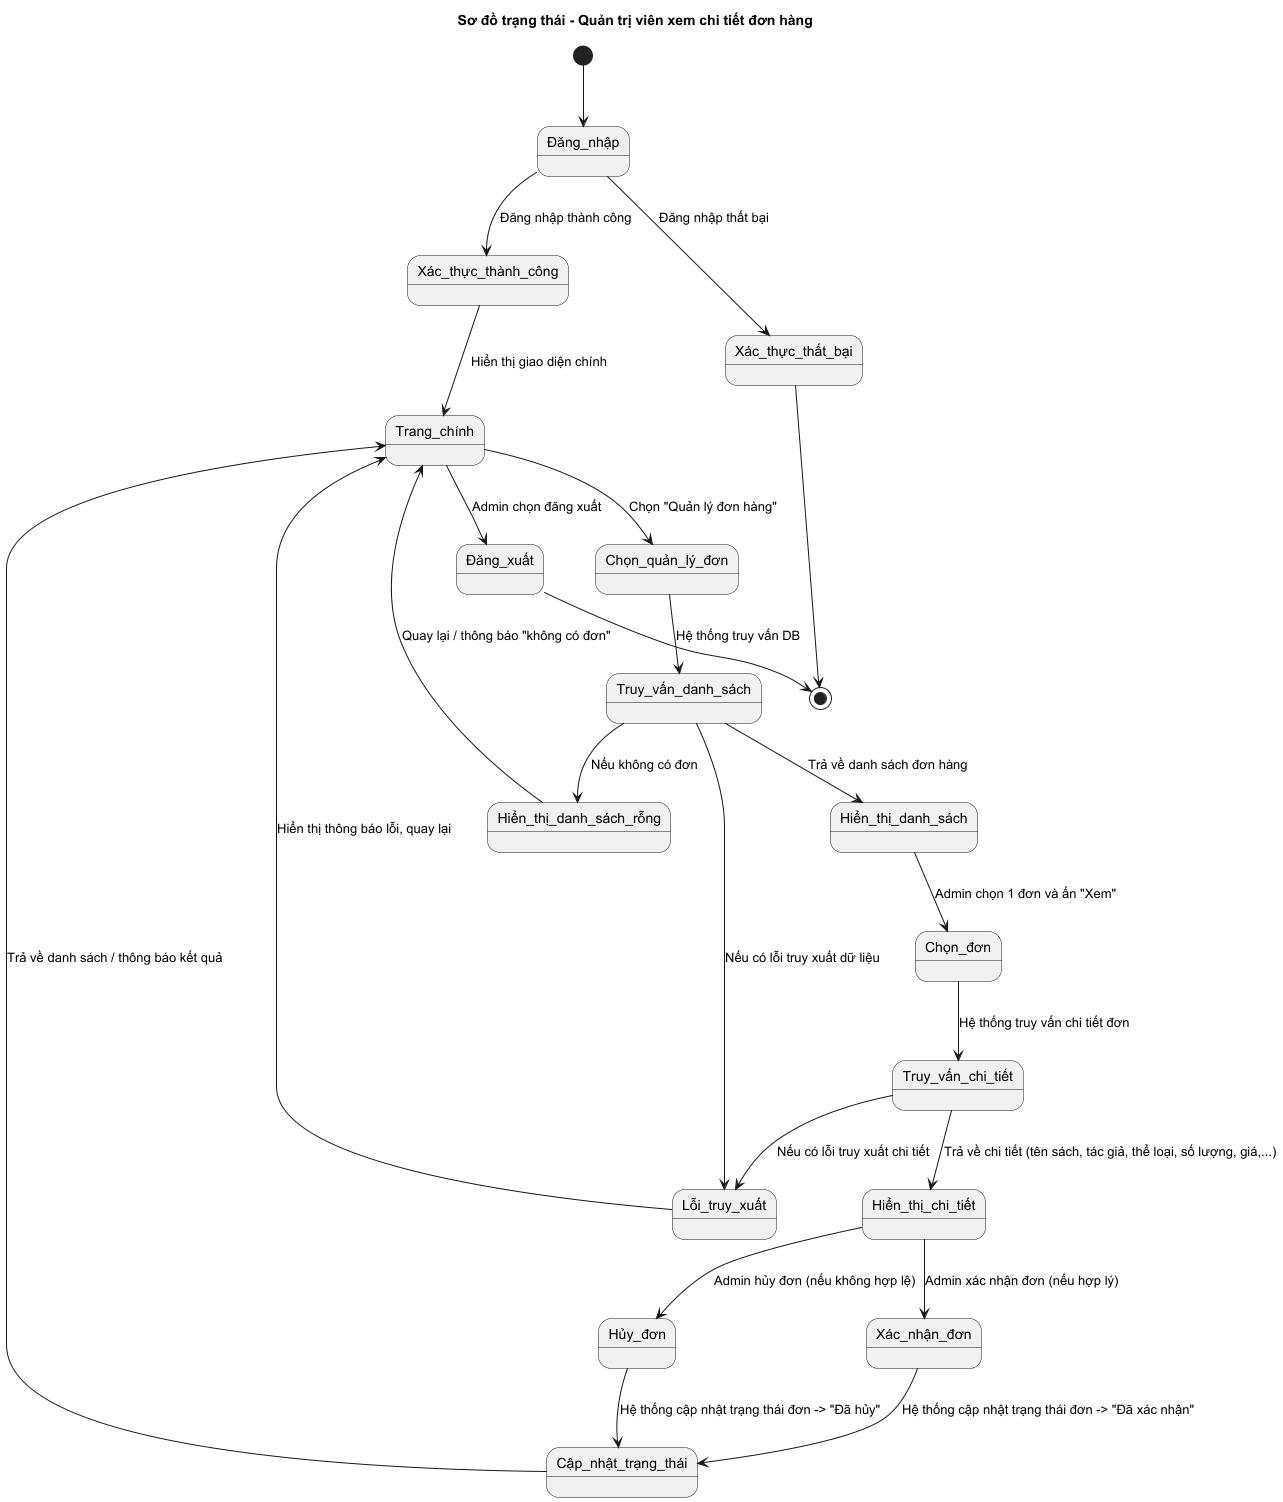 Sơ đồ trạng thái - Quản trị viên xem chi tiết đơn hàng
Đăng_nhập
Đăng nhập thành công
Đăng nhập thất bại
Xác_thực_thành_công
Xác_thực_thất_bại
Hiển thị giao diện chính
Trang_chính
Admin chọn đăng xuất
Chọn "Quản lý đơn hàng"
Đăng_xuất
Chọn_quản_lý_đơn
Quay lại / thông báo "không có đơn"
Hệ thống truy vấn DB
Truy_vấn_danh_sách
Nếu không có đơn
Trả về danh sách đơn hàng
Hiển_thị_danh_sách_rỗng
Hiển_thị_danh_sách
Hiển thị thông báo lỗi, quay lại
Admin chọn 1 đơn và ấn "Xem"
Chọn_đơn
Trả về danh sách / thông báo kết quả
Nếu có lỗi truy xuất dữ liệu
Hệ thống truy vấn chi tiết đơn
Truy_vấn_chi_tiết
Nếu có lỗi truy xuất chi tiết
Trả về chi tiết (tên sách, tác giả, thể loại, số lượng, giá,...)
Lỗi_truy_xuất
Hiển_thị_chi_tiết
Admin hủy đơn (nếu không hợp lệ)
Admin xác nhận đơn (nếu hợp lý)
Hủy_đơn
Xác_nhận_đơn
Hệ thống cập nhật trạng thái đơn -> "Đã hủy"
Hệ thống cập nhật trạng thái đơn -> "Đã xác nhận"
Cập_nhật_trạng_thái